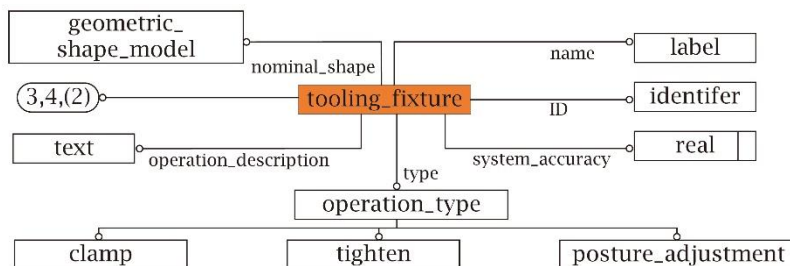 geometric_
shape_model
nominal_shape
name
label
3,4,(2)
tooling_fixture
ID
identifer
text
operation_description
system_accuracy
real
type
operation_type
clamp
tighten
posture_adjustment